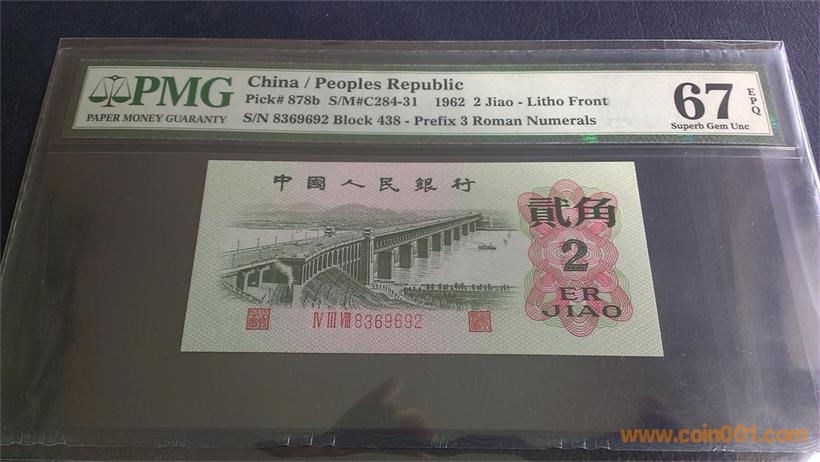 PMG
PAPER MONEY GUARANTY
China / Peoples Republic
Pick# 878b S/M#C284-31 1962 2 Jiao - Litho Front
S/N 8369692 Block 438 - Prefix 3 Roman Numerals
67
EPQ
Superb Gem Unc
中國人民銀行
貳角
2
ER
JIAO
Ⅳ Ⅲ Ⅷ 8369692
www.coin001.com